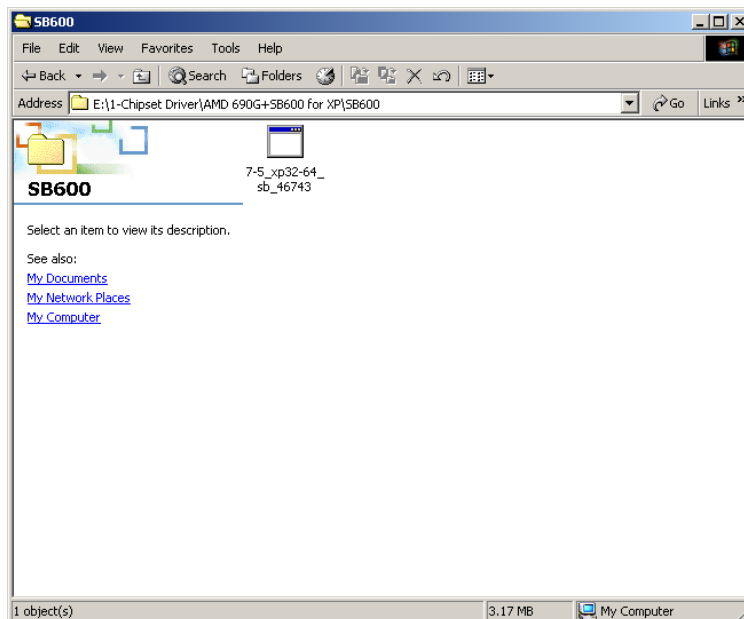 SB600
File Edit View Favorites Tools Help
Back Search Folders
Address E:\1-Chipset Driver\AMD 690G+SB600 for XP\SB600 Go Links »
SB600
Select an item to view its description.
See also:
My Documents
My Network Places
My Computer
7-5_xp32-64_
sb_46743
1 object(s) 3.17 MB My Computer